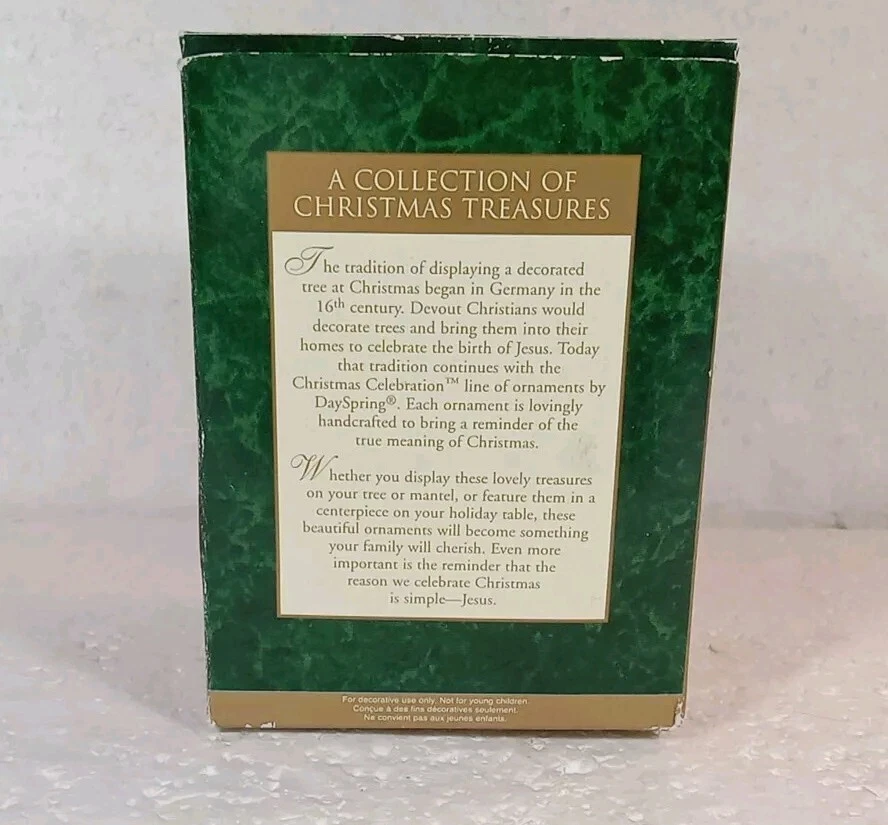 A COLLECTION OF
CHRISTMAS TREASURES
The tradition of displaying a decorated
tree at Christmas began in Germany in the
16th century. Devout Christians would
decorate trees and bring them into their
homes to celebrate the birth of Jesus. Today
that tradition continues with the
Christmas Celebration™ line of ornaments by
DaySpring®. Each ornament is lovingly
handcrafted to bring a reminder of the
true meaning of Christmas.
Whether you display these lovely treasures
on your tree or mantel, or feature them in a
centerpiece on your holiday table, these
beautiful ornaments will become something
your family will cherish. Even more
important is the reminder that the
reason we celebrate Christmas
is simple—Jesus.
For decorative use only. Not for young children.
Conçue à des fins décoratives seulement.
Ne convient pas aux jeunes enfants.